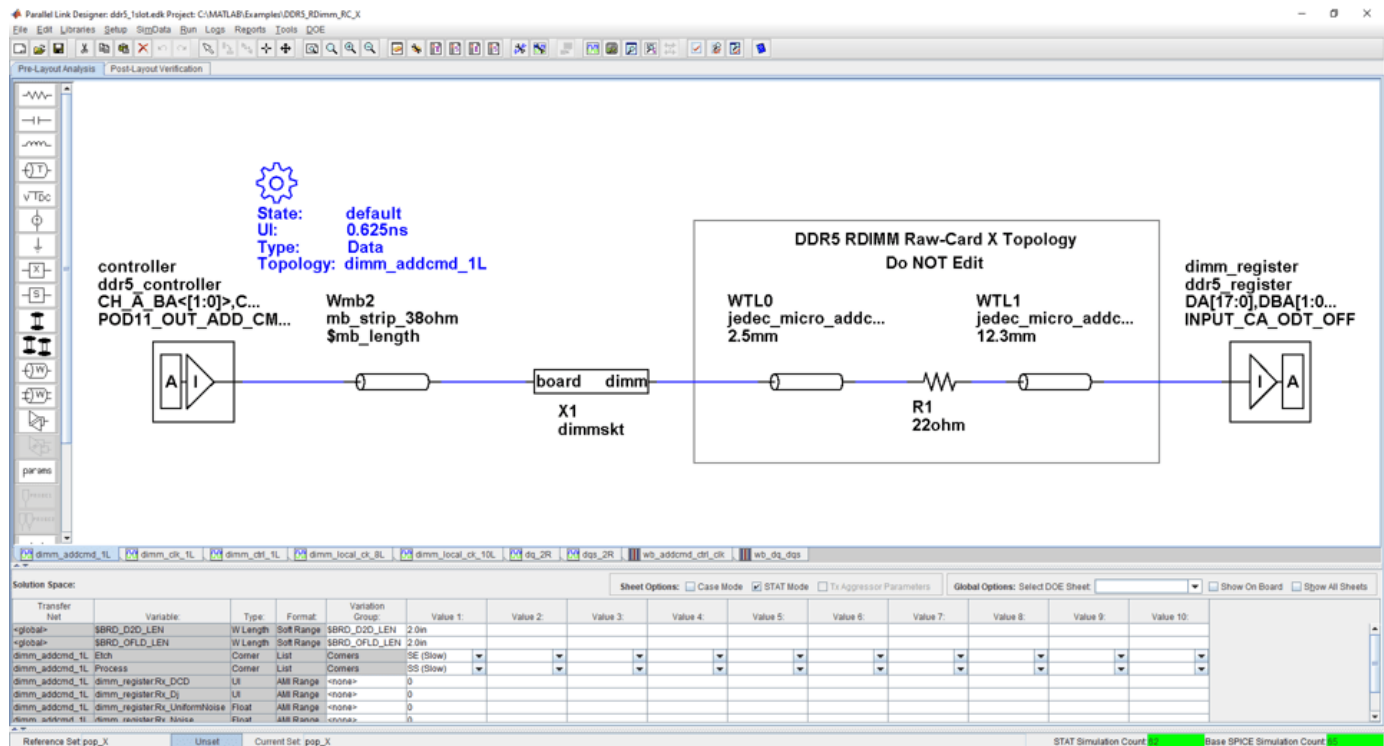 Parallel Link Designer: ddr5_1slot.edk Project: C:\MATLAB\Examples\DDR5_RDimm_RC_X
File Edit Libraries Setup SimData Run Logs Reports Tools DOE
Pre-Layout Analysis Post-Layout Verification
State: default
UI: 0.625ns
Type: Data
Topology: dimm_addcmd_1L
controller
ddr5_controller
CH_A_BA<[1:0]>,C...
POD11_OUT_ADD_CM...
A I
Wmb2
mb_strip_38ohm
$mb_length
board dimm
X1
dimmskt
DDR5 RDIMM Raw-Card X Topology
Do NOT Edit
WTL0
jedec_micro_addc...
2.5mm
WTL1
jedec_micro_addc...
12.3mm
R1
22ohm
dimm_register
ddr5_register
DA[17:0],DBA[1:0...
INPUT_CA_ODT_OFF
I A
T
X
S
W
W
params
dimm_addcmd_1L dimm_clk_1L dimm_ctrl_1L dimm_local_ck_8L dimm_local_ck_10L dq_2R dqs_2R wb_addcmd_ctrl_clk wb_dq_dqs
Solution Space: Sheet Options: Case Mode STAT Mode Tx Aggressor Parameters Global Options: Select DOE Sheet: Show On Board Show All Sheets
Transfer Net Variable: Type: Format: Variation Group: Value 1: Value 2: Value 3: Value 4: Value 5: Value 6: Value 7: Value 8: Value 9: Value 10:
<global> $BRD_D2D_LEN W Length Soft Range $BRD_D2D_LEN 2.0in
<global> $BRD_OFLD_LEN W Length Soft Range $BRD_OFLD_LEN 2.0in
dimm_addcmd_1L Etch Corner List Corners SE (Slow)
dimm_addcmd_1L Process Corner List Corners SS (Slow)
dimm_addcmd_1L dimm_register:Rx_DCD UI AMI Range <none> 0
dimm_addcmd_1L dimm_register:Rx_Dj UI AMI Range <none> 0
dimm_addcmd_1L dimm_register:Rx_UniformNoise Float AMI Range <none> 0
dimm_addcmd_1L dimm_register:Rx_Noise Float AMI Range <none> 0
Reference Set: pop_X Unset Current Set: pop_X STAT Simulation Count: 62 Base SPICE Simulation Count: 65